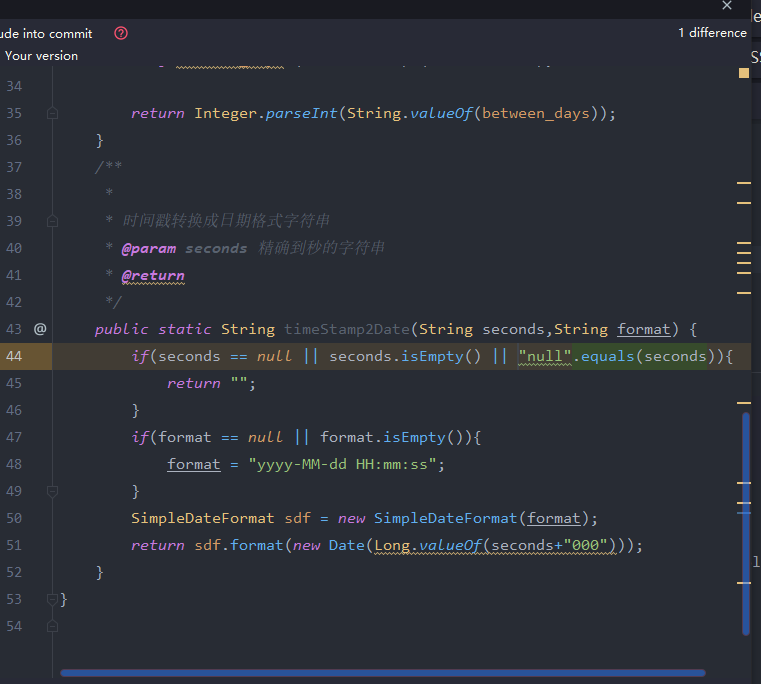 ude into commit
1 difference
Your version
34
35 return Integer.parseInt(String.valueOf(between_days));
36 }
37 /**
38 *
39 * 时间戳转换成日期格式字符串
40 * @param seconds 精确到秒的字符串
41 * @return
42 */
43 @ public static String timeStamp2Date(String seconds,String format) {
44 if(seconds == null || seconds.isEmpty() || "null".equals(seconds)){
45 return "";
46 }
47 if(format == null || format.isEmpty()){
48 format = "yyyy-MM-dd HH:mm:ss";
49 }
50 SimpleDateFormat sdf = new SimpleDateFormat(format);
51 return sdf.format(new Date(Long.valueOf(seconds+"000")));
52 }
53 }
54